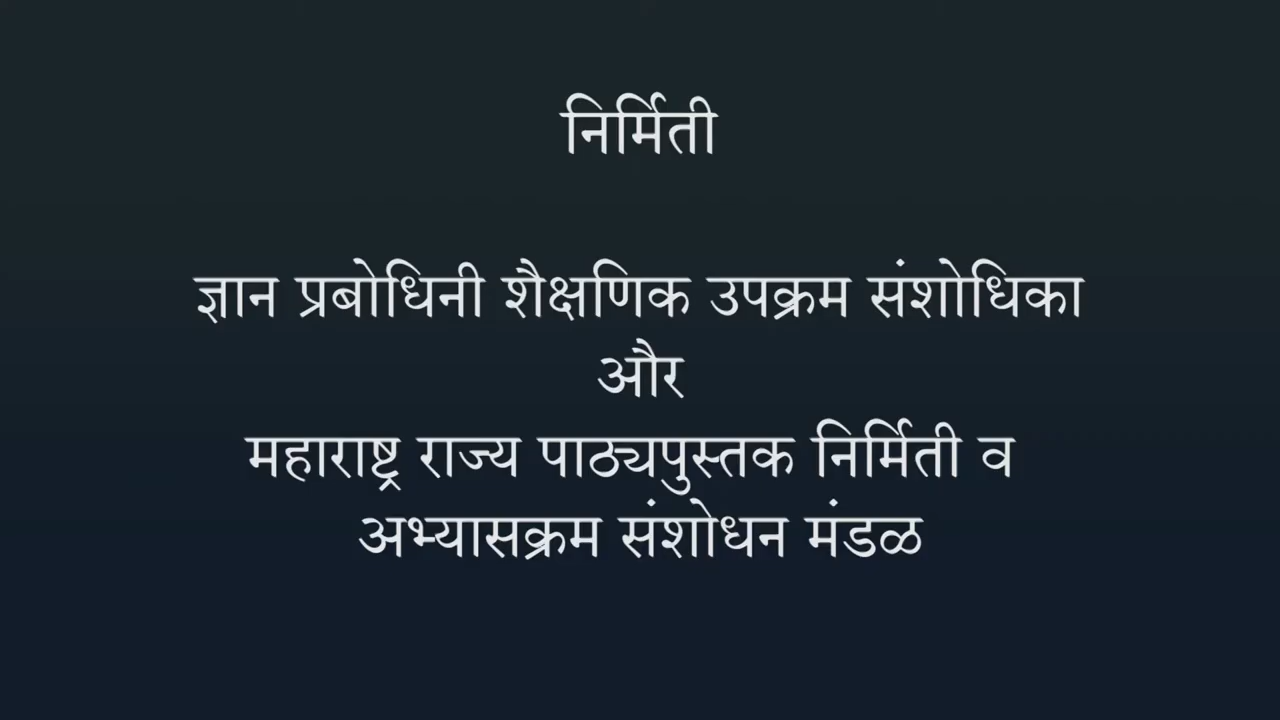 निर्मिती
ज्ञान प्रबोधिनी शैक्षणिक उपक्रम संशोधिका
और
महाराष्ट्र राज्य पाठ्यपुस्तक निर्मिती व
अभ्यासक्रम संशोधन मंडळ